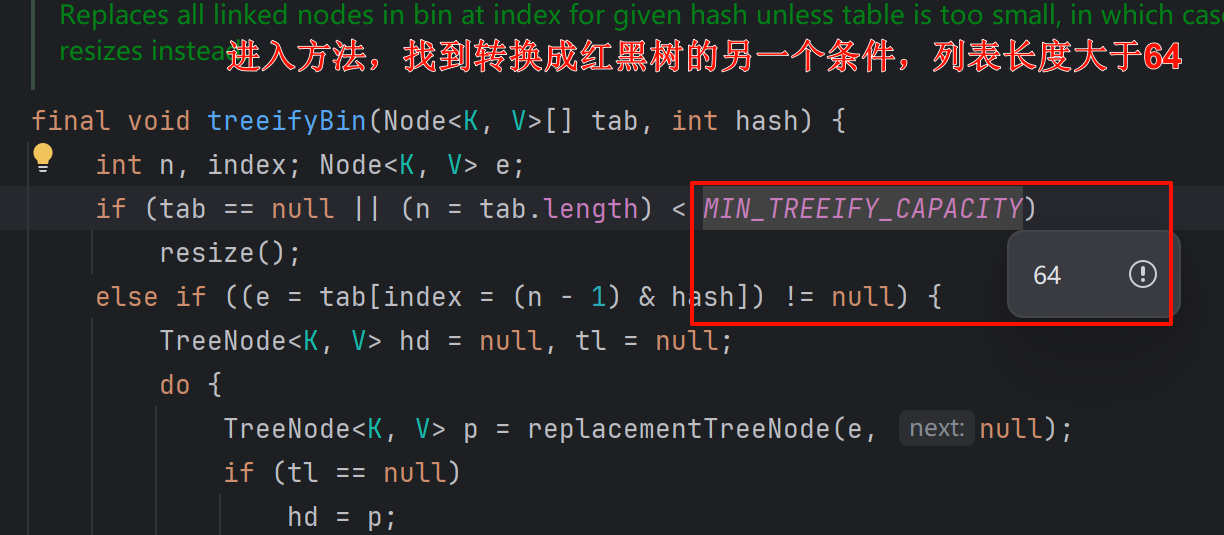 Replaces all linked nodes in bin at index for given hash unless table is too small, in which cas
resizes instead
进入方法，找到转换成红黑树的另一个条件，列表长度大于64
final void treeifyBin(Node<K, V>[] tab, int hash) {
int n, index; Node<K, V> e;
if (tab == null || (n = tab.length) < MIN_TREEIFY_CAPACITY)
resize();
64
else if ((e = tab[index = (n - 1) & hash]) != null) {
TreeNode<K, V> hd = null, tl = null;
do {
TreeNode<K, V> p = replacementTreeNode(e, next: null);
if (tl == null)
hd = p;